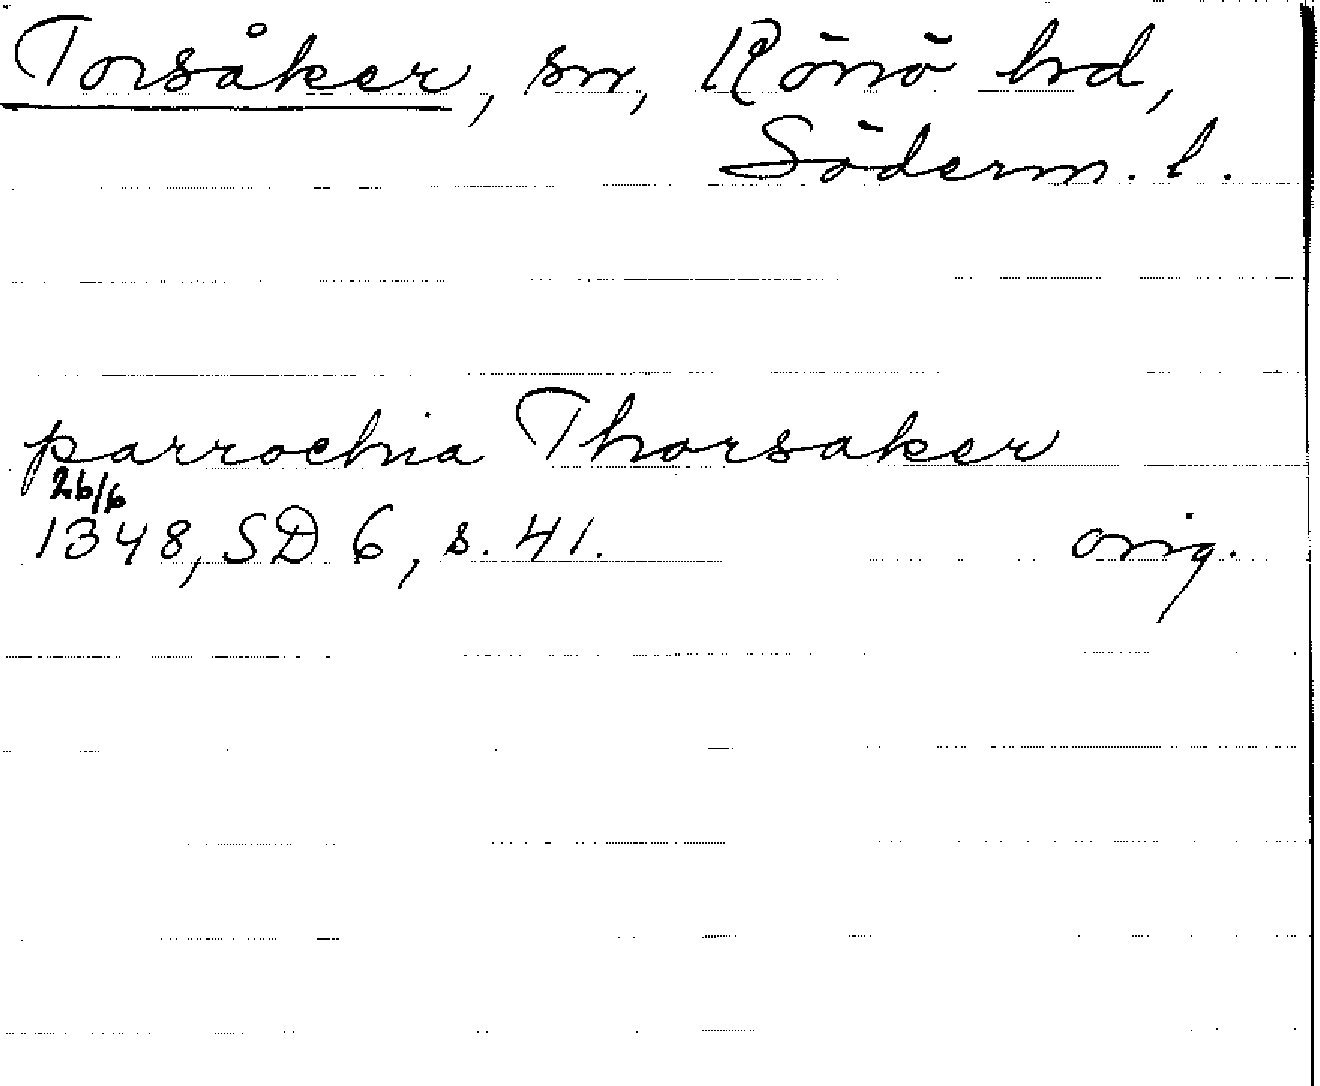 Torsåker, sn, Rönö hd,
Söderm. l.
parrochia Thorsaker
26/6
1348, SD 6, s. 41. orig.